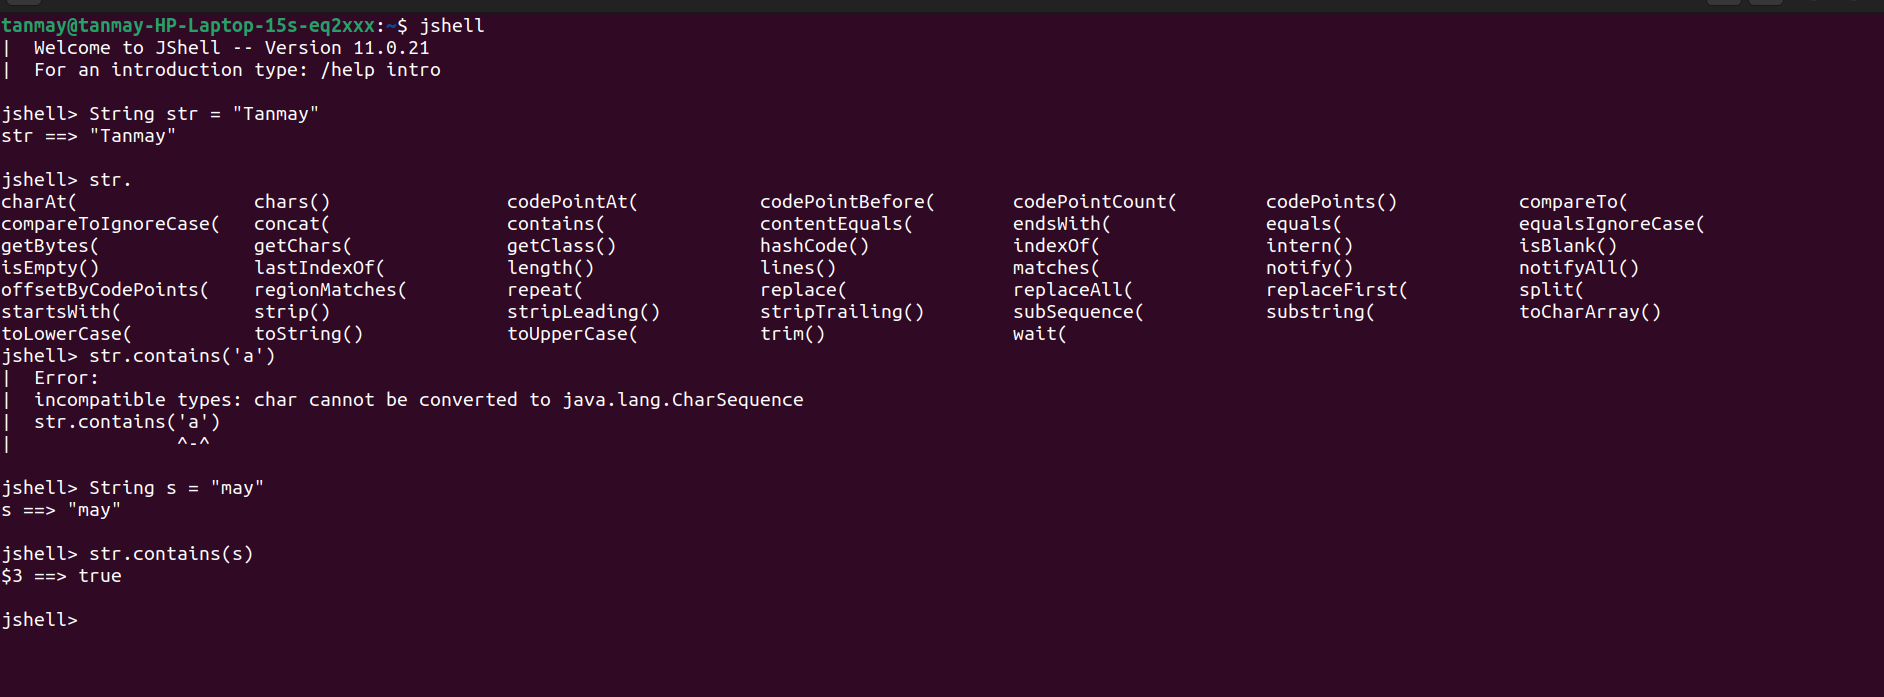 tanmay@tanmay-HP-Laptop-15s-eq2xxx:~$ jshell
|  Welcome to JShell -- Version 11.0.21
|  For an introduction type: /help intro

jshell> String str = "Tanmay"
str ==> "Tanmay"

jshell> str.
charAt(                chars()                codePointAt(           codePointBefore(       codePointCount(        codePoints()           compareTo(
compareToIgnoreCase(   concat(                contains(              contentEquals(         endsWith(              equals(                equalsIgnoreCase(
getBytes(              getChars(              getClass()             hashCode()             indexOf(               intern()               isBlank()
isEmpty()              lastIndexOf(           length()               lines()                matches(               notify()               notifyAll()
offsetByCodePoints(    regionMatches(         repeat(                replace(               replaceAll(            replaceFirst(          split(
startsWith(            strip()                stripLeading()         stripTrailing()        subSequence(           substring(             toCharArray()
toLowerCase(           toString()             toUpperCase(           trim()                 wait(
jshell> str.contains('a')
|  Error:
|  incompatible types: char cannot be converted to java.lang.CharSequence
|  str.contains('a')
|               ^-^

jshell> String s = "may"
s ==> "may"

jshell> str.contains(s)
$3 ==> true

jshell>